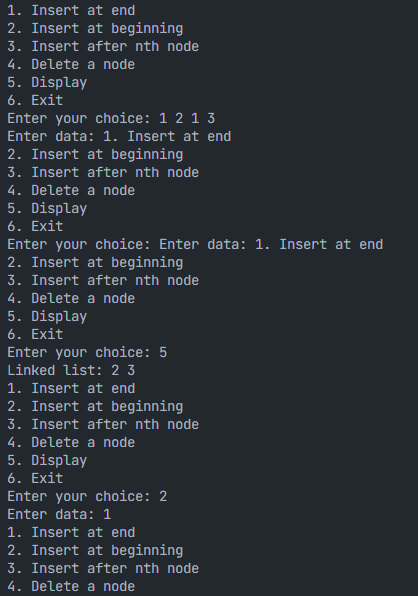 1. Insert at end
2. Insert at beginning
3. Insert after nth node
4. Delete a node
5. Display
6. Exit
Enter your choice: 1 2 1 3
Enter data: 1. Insert at end
2. Insert at beginning
3. Insert after nth node
4. Delete a node
5. Display
6. Exit
Enter your choice: Enter data: 1. Insert at end
2. Insert at beginning
3. Insert after nth node
4. Delete a node
5. Display
6. Exit
Enter your choice: 5
Linked list: 2 3
1. Insert at end
2. Insert at beginning
3. Insert after nth node
4. Delete a node
5. Display
6. Exit
Enter your choice: 2
Enter data: 1
1. Insert at end
2. Insert at beginning
3. Insert after nth node
4. Delete a node